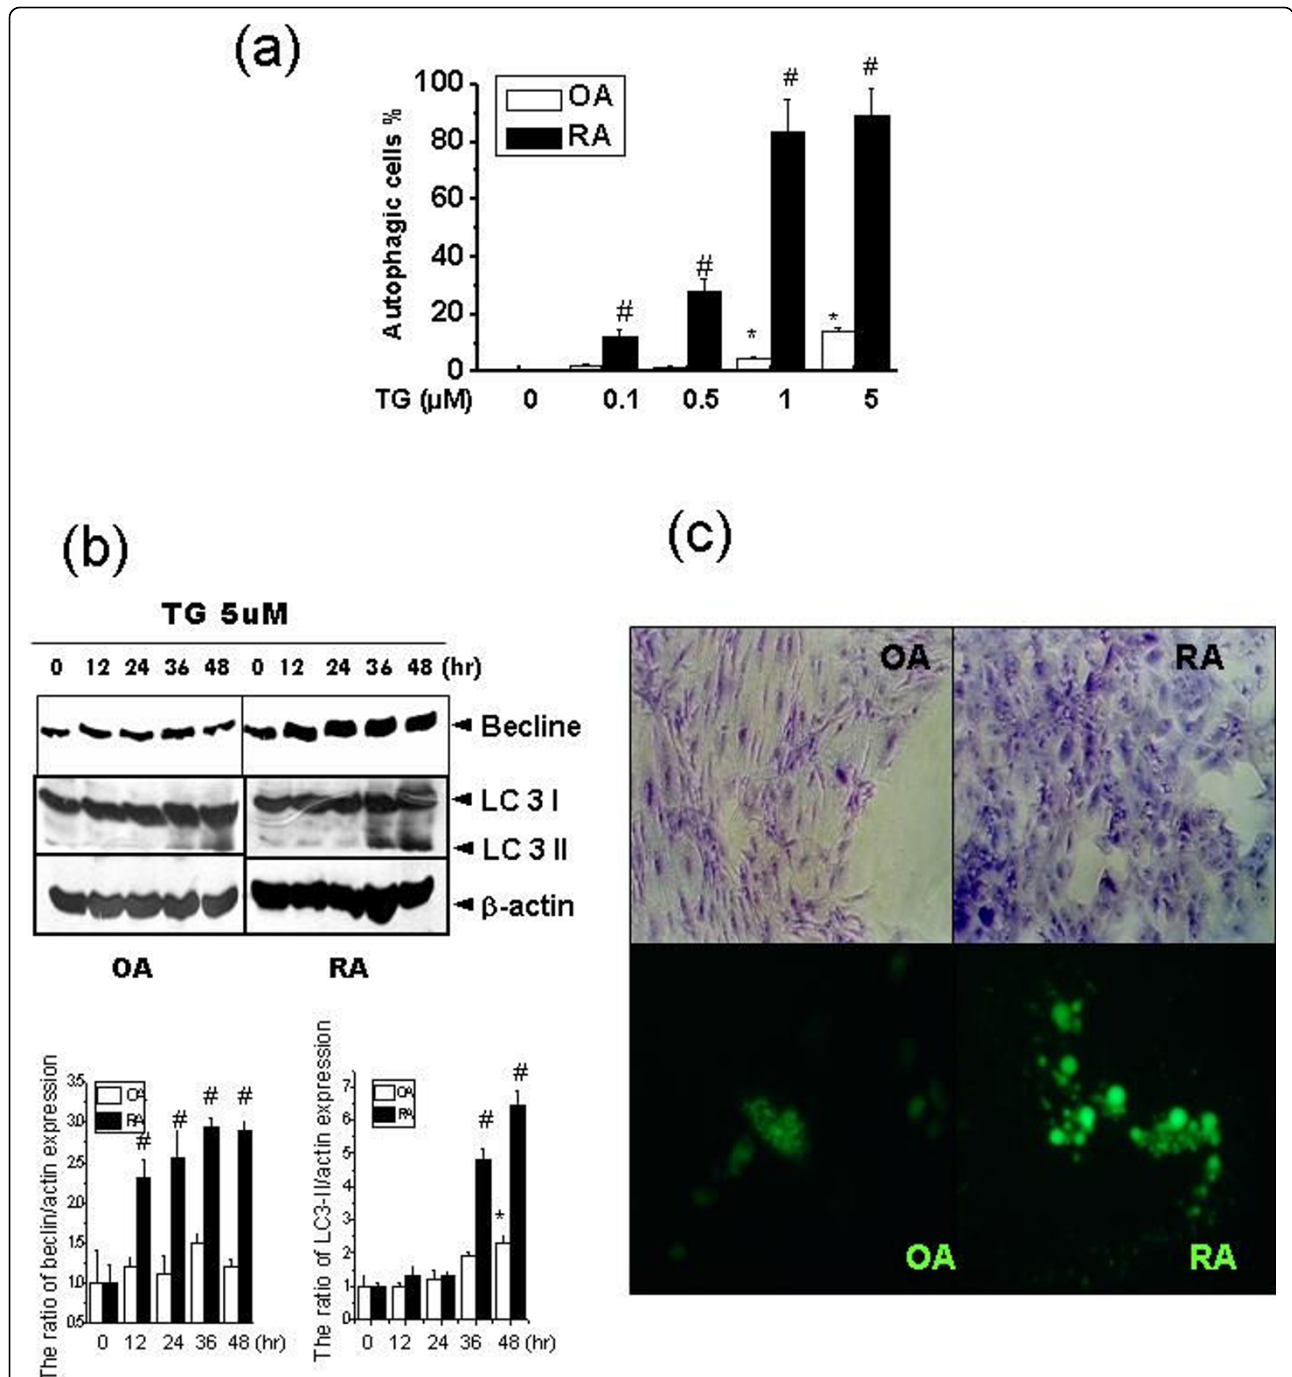 (a)
Autophagic cells %
100
80
60
40
20
0
OA
RA
#
#
#
#
*
*
TG (µM) 0 0.1 0.5 1 5
(b)
TG 5uM
0 12 24 36 48 0 12 24 36 48 (hr)
Becline
LC 3 I
LC 3 II
β-actin
OA RA
The ratio of beclin/actin expression
3.5
3.0
2.5
2.0
1.5
1.0
0.5
OA
RA
#
#
#
#
0 12 24 36 48 (hr)
The ratio of LC3-II/actin expression
7
6
5
4
3
2
1
0
OA
RA
#
#
*
0 12 24 36 48 (hr)
(c)
OA RA
OA RA